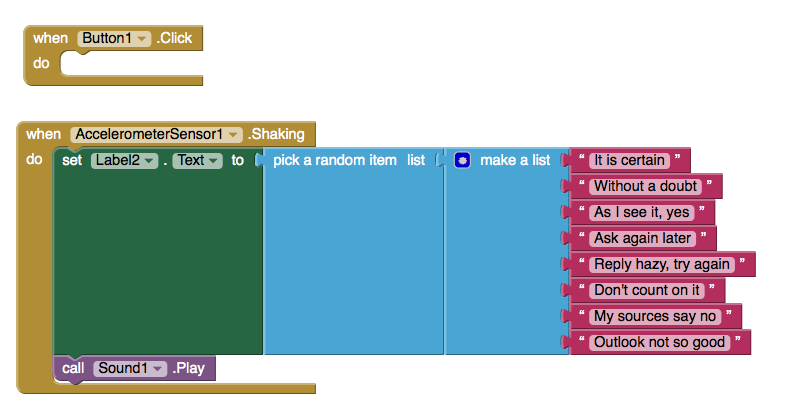 when Button1 .Click
do
when AccelerometerSensor1 .Shaking
do set Label2 . Text to pick a random item list make a list “ It is certain ”
“ Without a doubt ”
“ As I see it, yes ”
“ Ask again later ”
“ Reply hazy, try again ”
“ Don't count on it ”
“ My sources say no ”
“ Outlook not so good ”
call Sound1 .Play